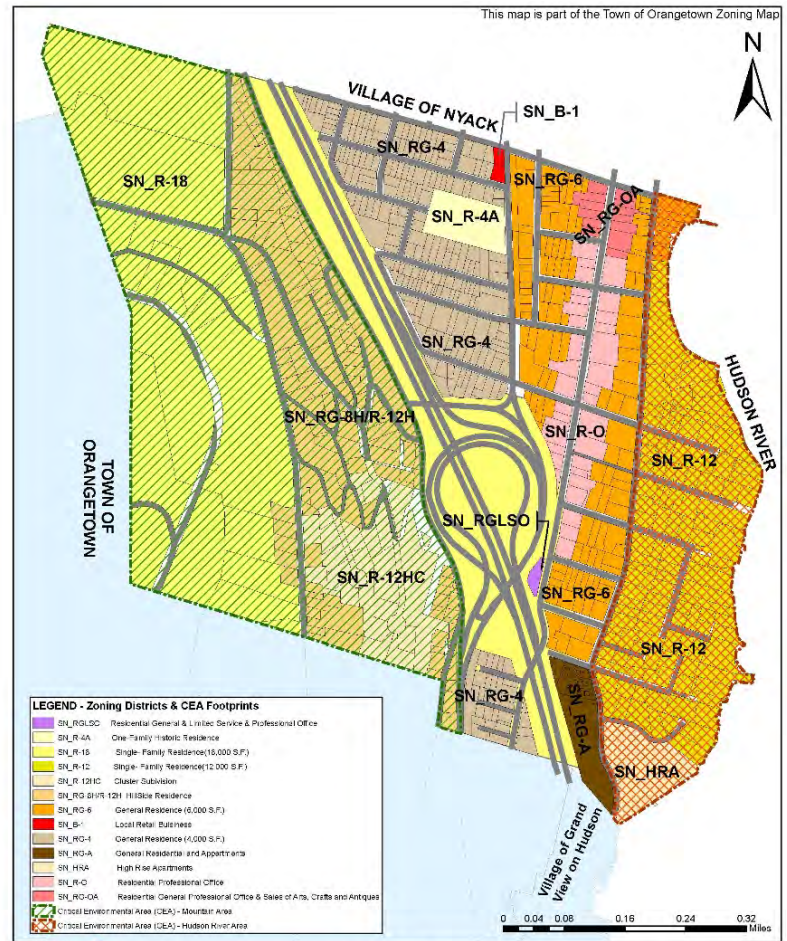 This map is part of the Town of Orangetown Zoning Map
N
VILLAGE OF NYACK
SN_B-1
SN_RG-4
SN_RG-6
SN_R-18
SN_RG-OA
SN_R-4A
SN_RG-4
HUDSON RIVER
SN_RG-8H/R-12H
SN_R-O
SN_R-12
TOWN OF
ORANGETOWN
SN_RGLSO
SN_R-12HC
SN_RG-6
SN_R-12
SN_RG-4
SN_RG-A
SN_HRA
Village of Grand
View on Hudson
LEGEND - Zoning Districts & CEA Footprints
SN_RGLSC Residential General & Limited Service & Professional Office
SN_R-4A One-Family Historic Residence
SN_R-18 Single- Family Residence(18,000 S.F.)
SN_R-12 Single- Family Residence(12,000 S.F.)
SN_R-12HC Cluster Subivision
SN_RG-8H/R-12H HillSide Residence
SN_RG-6 General Residence (6,000 S.F.)
SN_B-1 Local Retail Buisiness
SN_RG-4 General Residence (4,000 S.F.)
SN_RG-A General Residential and Appartments
SN_HRA High Rise Apartments
SN_R-O Residential Professional Office
SN_RG-OA Residential General Professional Office & Sales of Arts, Crafts and Antiques
Critical Environmental Area (CEA) - Mountain Area
Critical Environmental Area (CEA) - Hudson River Area
0 0.04 0.08 0.16 0.24 0.32
Miles